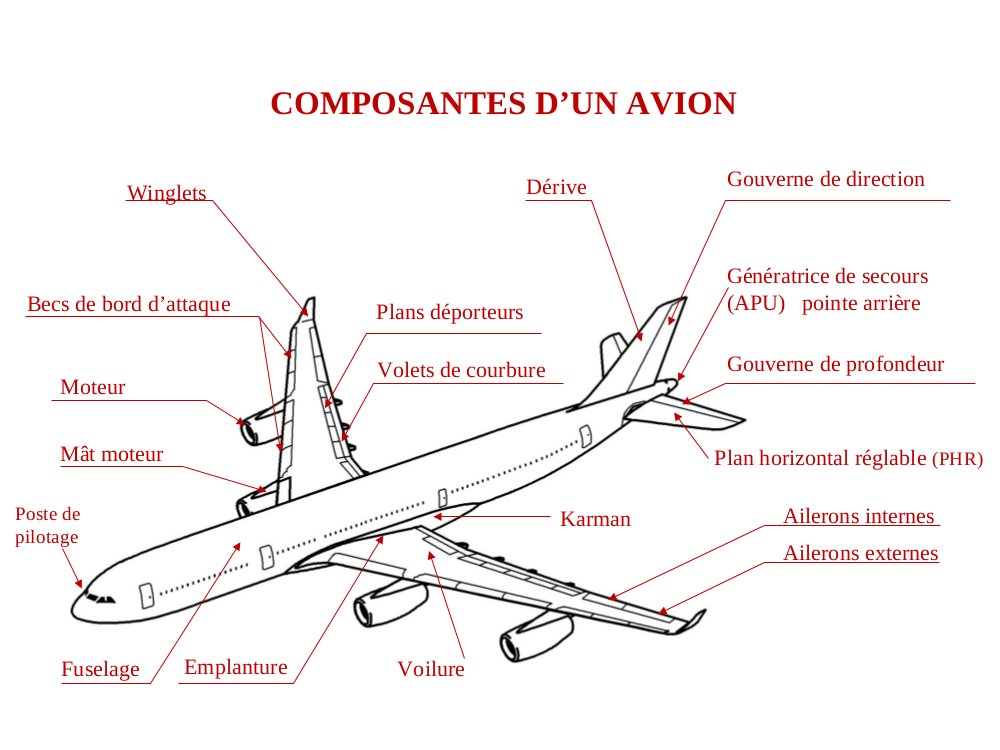 COMPOSANTES D’UN AVION
Winglets
Dérive
Gouverne de direction
Becs de bord d’attaque
Plans déporteurs
Génératrice de secours
(APU) pointe arrière
Volets de courbure
Gouverne de profondeur
Moteur
Mât moteur
Plan horizontal réglable (PHR)
Poste de
pilotage
Karman
Ailerons internes
Ailerons externes
Fuselage
Emplanture
Voilure